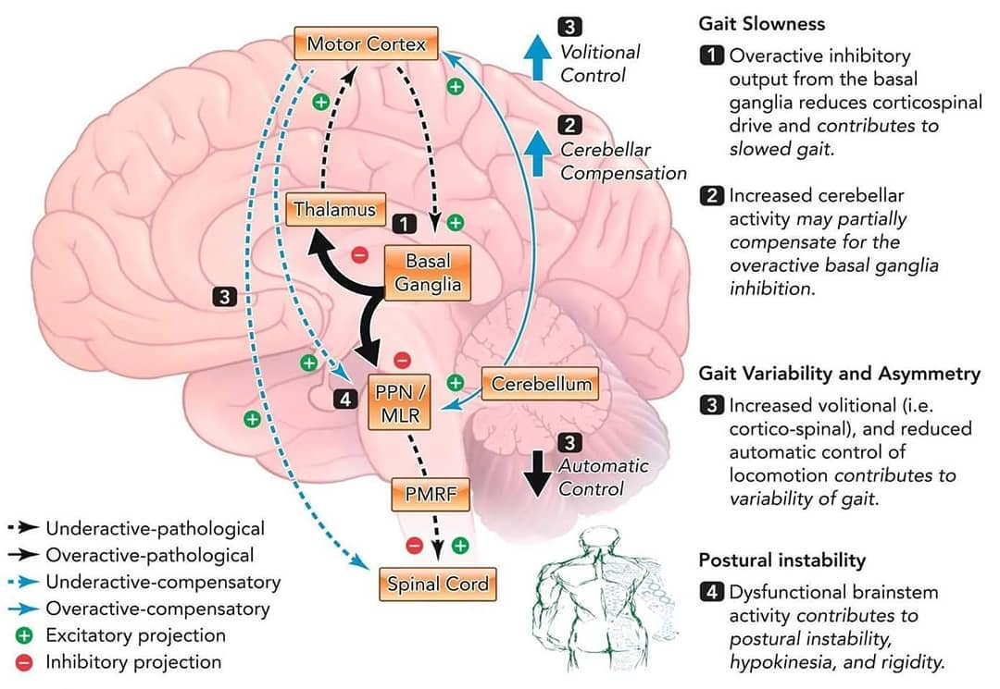 Motor Cortex
3
Volitional
Control
2
Cerebellar
Compensation
Thalamus
1
Basal
Ganglia
3
4
PPN /
MLR
Cerebellum
3
Automatic
Control
PMRF
Spinal Cord
Underactive-pathological
Overactive-pathological
Underactive-compensatory
Overactive-compensatory
Excitatory projection
Inhibitory projection
Gait Slowness
1 Overactive inhibitory
output from the basal
ganglia reduces corticospinal
drive and contributes to
slowed gait.
2 Increased cerebellar
activity may partially
compensate for the
overactive basal ganglia
inhibition.
Gait Variability and Asymmetry
3 Increased volitional (i.e.
cortico-spinal), and reduced
automatic control of
locomotion contributes to
variability of gait.
Postural instability
4 Dysfunctional brainstem
activity contributes to
postural instability,
hypokinesia, and rigidity.